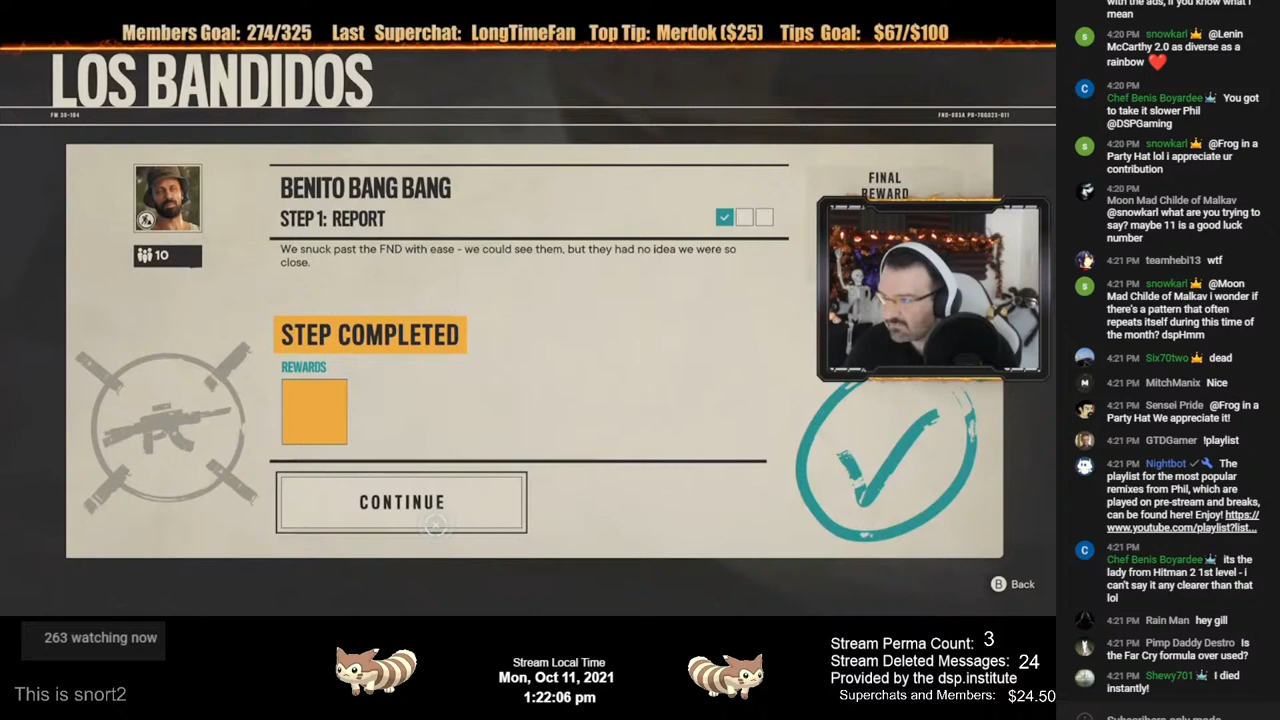 Members Goal: 274/325 Last Superchat: LongTimeFan Top Tip: Merdok ($25) Tips Goal: $67/$100
LOS BANDIDOS
BENITO BANG BANG
STEP 1: REPORT
We snuck past the FND with ease - we could see them, but they had no idea we were so
close.
10
FINAL
REWARD
STEP COMPLETED
REWARDS
CONTINUE
B Back
263 watching now
This is snort2
Stream Local Time
Mon, Oct 11, 2021
1:22:06 pm
Stream Perma Count: 3
Stream Deleted Messages: 24
Provided by the dsp.institute
Superchats and Members: $24.50
with the ads, if you know what i
mean
4:20 PM snowkarl @Lenin
McCarthy 2.0 as diverse as a
rainbow
4:20 PM
Chef Benis Boyardee You got
to take it slower Phil
@DSPGaming
4:20 PM snowkarl @Frog in a
Party Hat lol i appreciate ur
contribution
4:20 PM
Moon Mad Childe of Malkav
@snowkarl what are you trying to
say? maybe 11 is a good luck
number
4:21 PM teamhebi13 wtf
4:21 PM snowkarl @Moon
Mad Childe of Malkav i wonder if
there's a pattern that often
repeats itself during this time of
the month? dspHmm
4:21 PM Six70two dead
4:21 PM MitchManix Nice
4:21 PM Sensei Pride @Frog in a
Party Hat We appreciate it!
4:21 PM GTDGamer !playlist
4:21 PM Nightbot The
playlist for the most popular
remixes from Phil, which are
played on pre-stream and breaks,
can be found here! Enjoy! https://
www.youtube.com/playlist?list...
4:21 PM
Chef Benis Boyardee its the
lady from Hitman 2 1st level - i
can't say it any clearer than that
lol
4:21 PM Rain Man hey gill
4:21 PM Pimp Daddy Destro Is
the Far Cry formula over used?
4:21 PM Shewy701 I died
instantly!